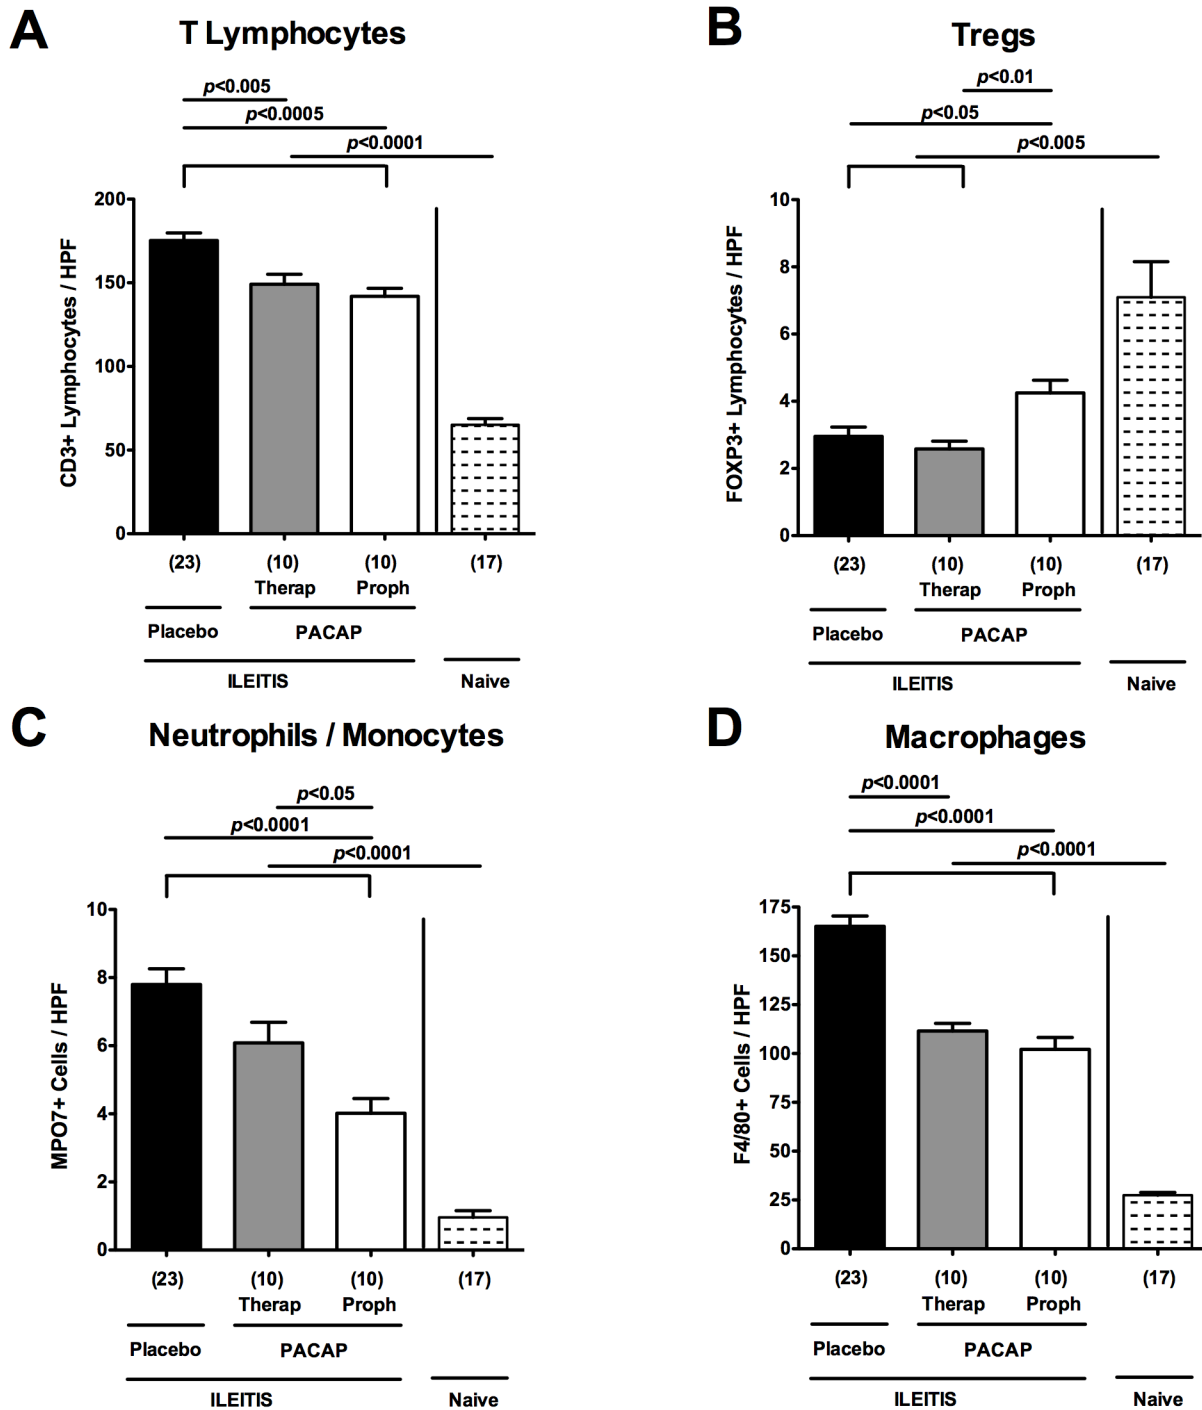 A
T Lymphocytes
p<0.005
p<0.0005
p<0.0001
CD3+ Lymphocytes / HPF
200
150
100
50
0
(23) (10) (10) (17)
Therap Proph
Placebo PACAP
ILEITIS Naive
B
Tregs
p<0.01
p<0.05
p<0.005
FOXP3+ Lymphocytes / HPF
10
8
6
4
2
0
(23) (10) (10) (17)
Therap Proph
Placebo PACAP
ILEITIS Naive
C
Neutrophils / Monocytes
p<0.05
p<0.0001
p<0.0001
MPO7+ Cells / HPF
10
8
6
4
2
0
(23) (10) (10) (17)
Therap Proph
Placebo PACAP
ILEITIS Naive
D
Macrophages
p<0.0001
p<0.0001
p<0.0001
F4/80+ Cells / HPF
175
150
125
100
75
50
25
0
(23) (10) (10) (17)
Therap Proph
Placebo PACAP
ILEITIS Naive